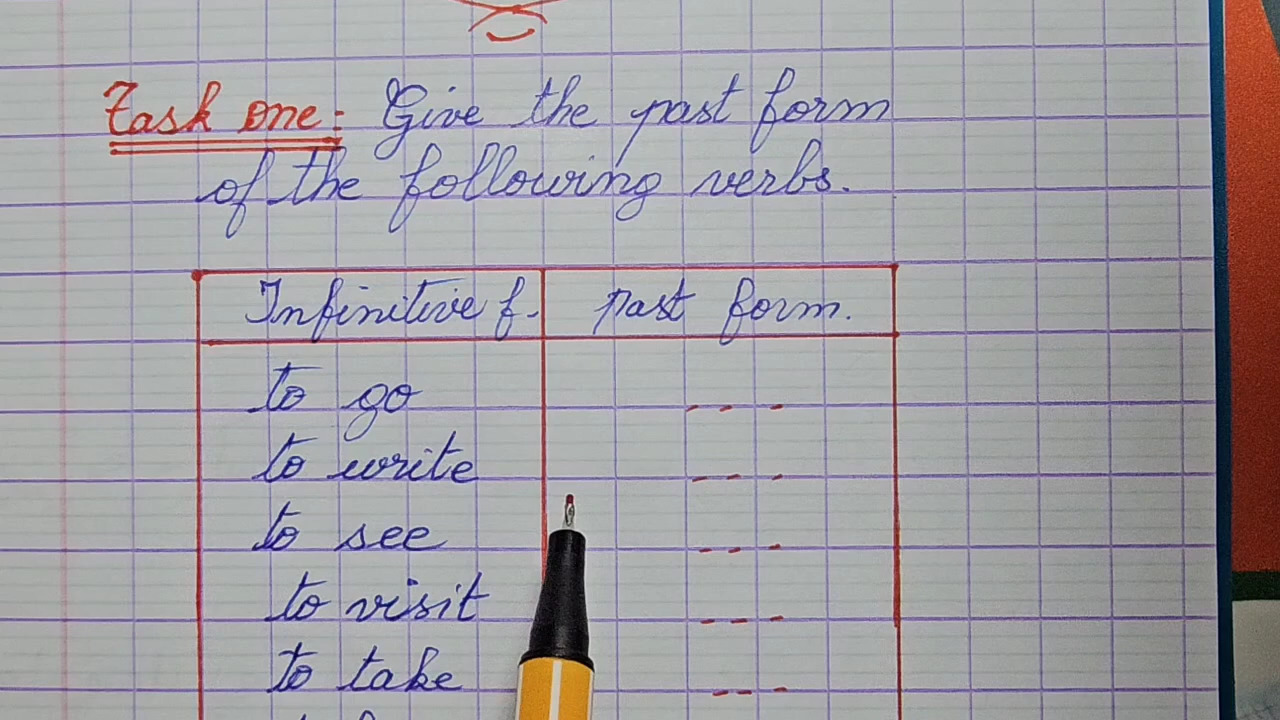 Task one: Give the past form
of the following verbs.
Infinitive f. past form.
to go ---
to write ---
to see ---
to visit ---
to take ---